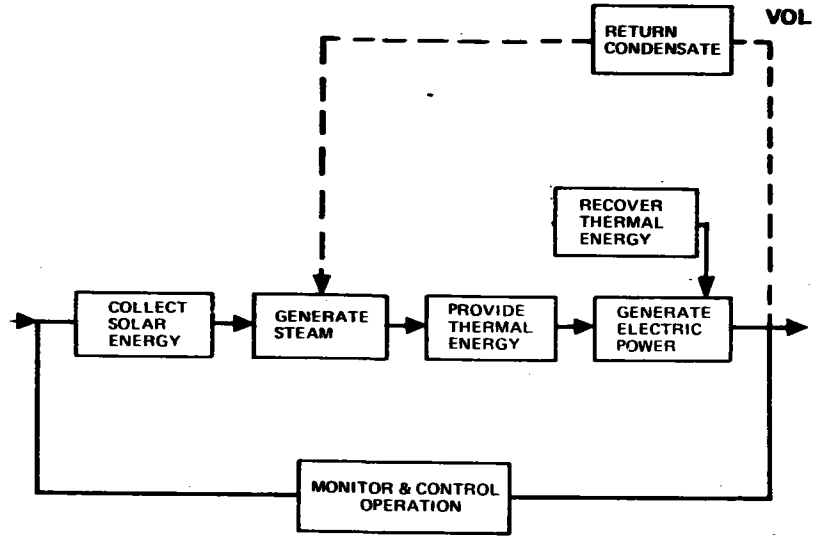 VOL
RETURN
CONDENSATE
RECOVER
THERMAL
ENERGY
COLLECT
SOLAR
ENERGY
GENERATE
STEAM
PROVIDE
THERMAL
ENERGY
GENERATE
ELECTRIC
POWER
MONITOR & CONTROL
OPERATION